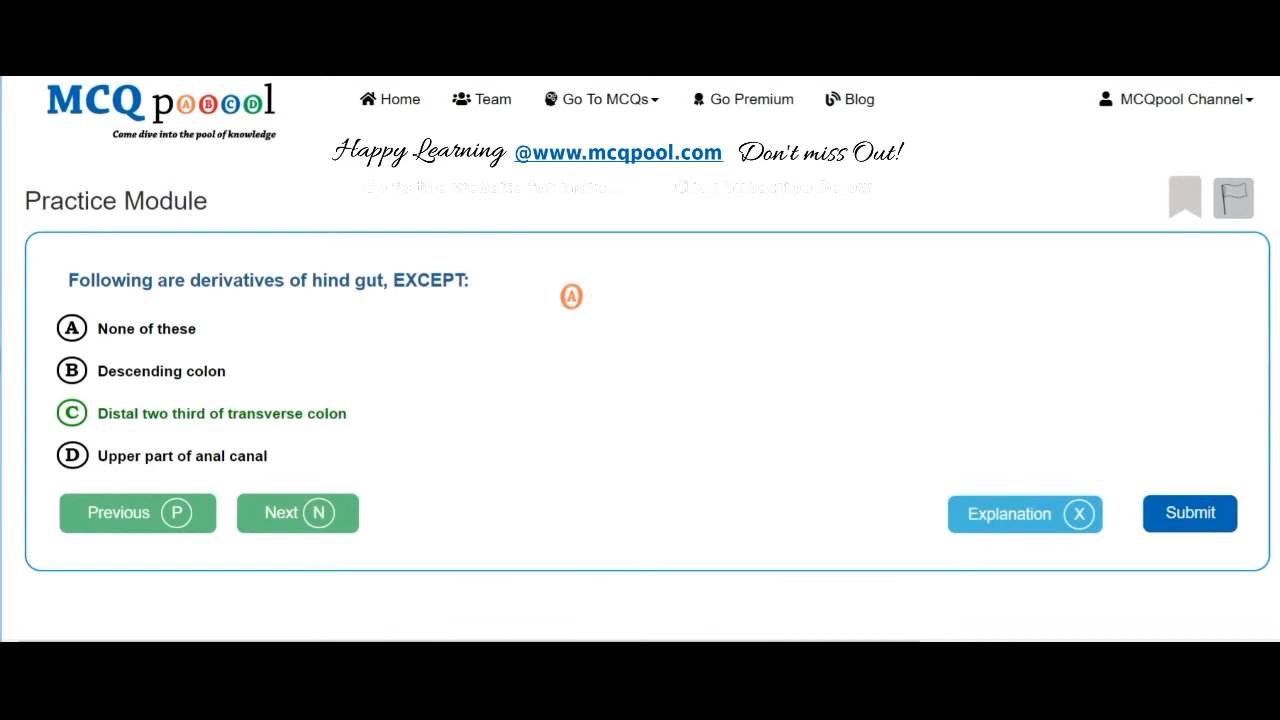 MCQ pABCDl
Come dive into the pool of knowledge
Home Team Go To MCQs Go Premium Blog MCQpool Channel
Happy Learning @www.mcqpool.com Don't miss Out!
Practice Module
Following are derivatives of hind gut, EXCEPT:
A
A None of these
B Descending colon
C Distal two third of transverse colon
D Upper part of anal canal
Previous P Next N Explanation X Submit